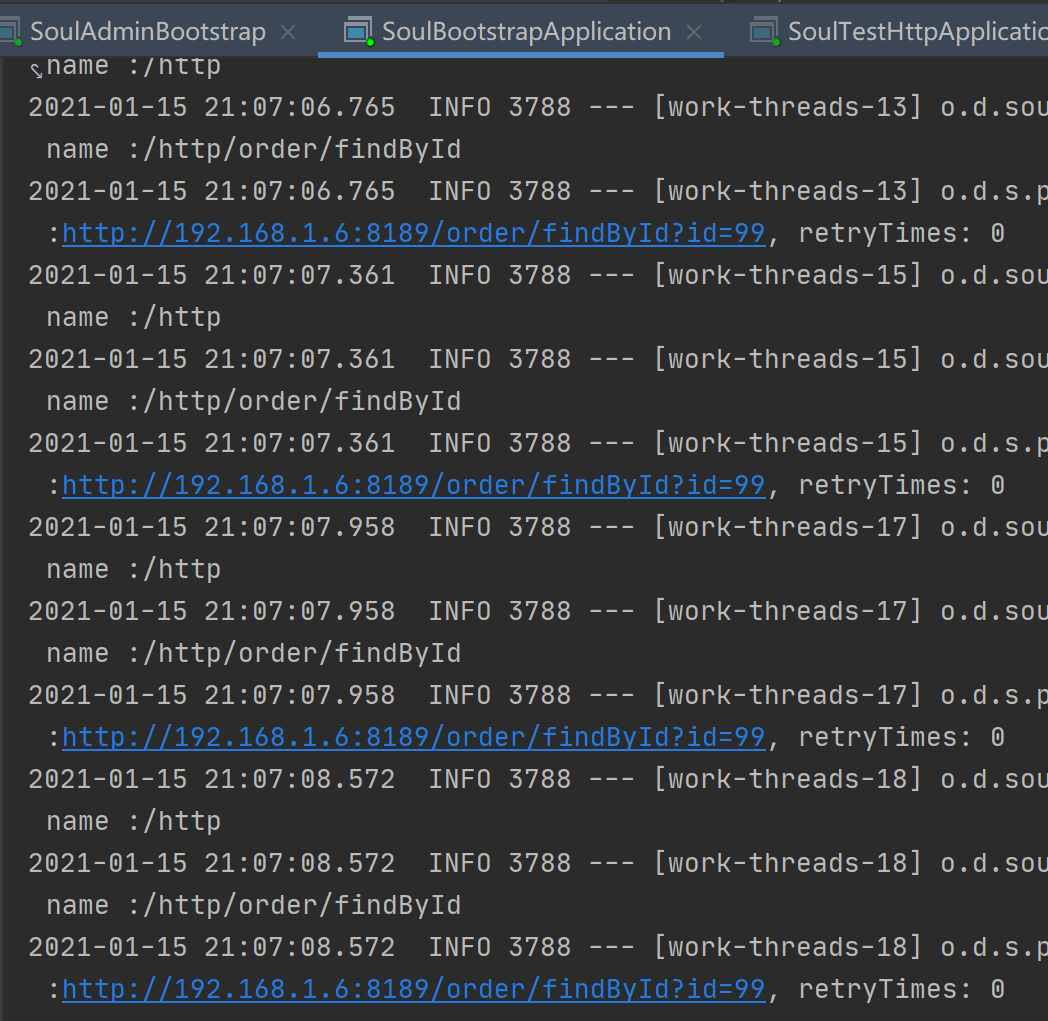 SoulAdminBootstrap SoulBootstrapApplication SoulTestHttpApplicatio
name :/http
2021-01-15 21:07:06.765  INFO 3788 --- [work-threads-13] o.d.sou
name :/http/order/findById
2021-01-15 21:07:06.765  INFO 3788 --- [work-threads-13] o.d.s.p
:http://192.168.1.6:8189/order/findById?id=99, retryTimes: 0
2021-01-15 21:07:07.361  INFO 3788 --- [work-threads-15] o.d.sou
name :/http
2021-01-15 21:07:07.361  INFO 3788 --- [work-threads-15] o.d.sou
name :/http/order/findById
2021-01-15 21:07:07.361  INFO 3788 --- [work-threads-15] o.d.s.p
:http://192.168.1.6:8189/order/findById?id=99, retryTimes: 0
2021-01-15 21:07:07.958  INFO 3788 --- [work-threads-17] o.d.sou
name :/http
2021-01-15 21:07:07.958  INFO 3788 --- [work-threads-17] o.d.sou
name :/http/order/findById
2021-01-15 21:07:07.958  INFO 3788 --- [work-threads-17] o.d.s.p
:http://192.168.1.6:8189/order/findById?id=99, retryTimes: 0
2021-01-15 21:07:08.572  INFO 3788 --- [work-threads-18] o.d.sou
name :/http
2021-01-15 21:07:08.572  INFO 3788 --- [work-threads-18] o.d.sou
name :/http/order/findById
2021-01-15 21:07:08.572  INFO 3788 --- [work-threads-18] o.d.s.p
:http://192.168.1.6:8189/order/findById?id=99, retryTimes: 0